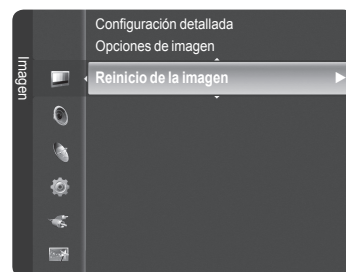 Imagen
Configuración detallada
Opciones de imagen
Reinicio de la imagen